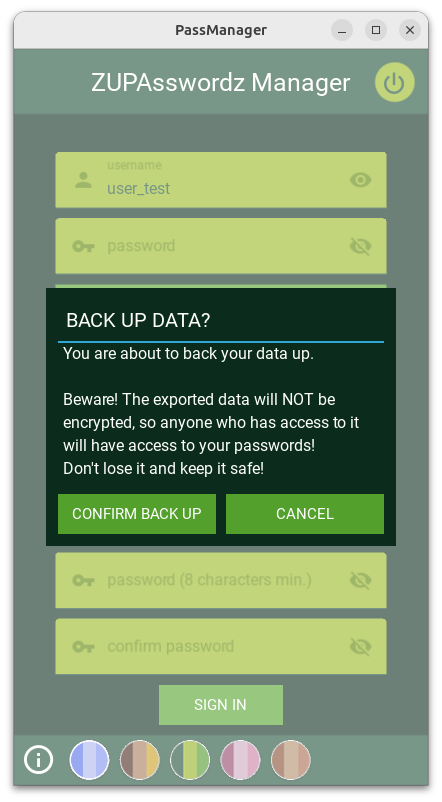 PassManager
ZUPAsswordz Manager
username
user_test
password
BACK UP DATA?
You are about to back your data up.
Beware! The exported data will NOT be
encrypted, so anyone who has access to it
will have access to your passwords!
Don't lose it and keep it safe!
CONFIRM BACK UP
CANCEL
password (8 characters min.)
confirm password
SIGN IN